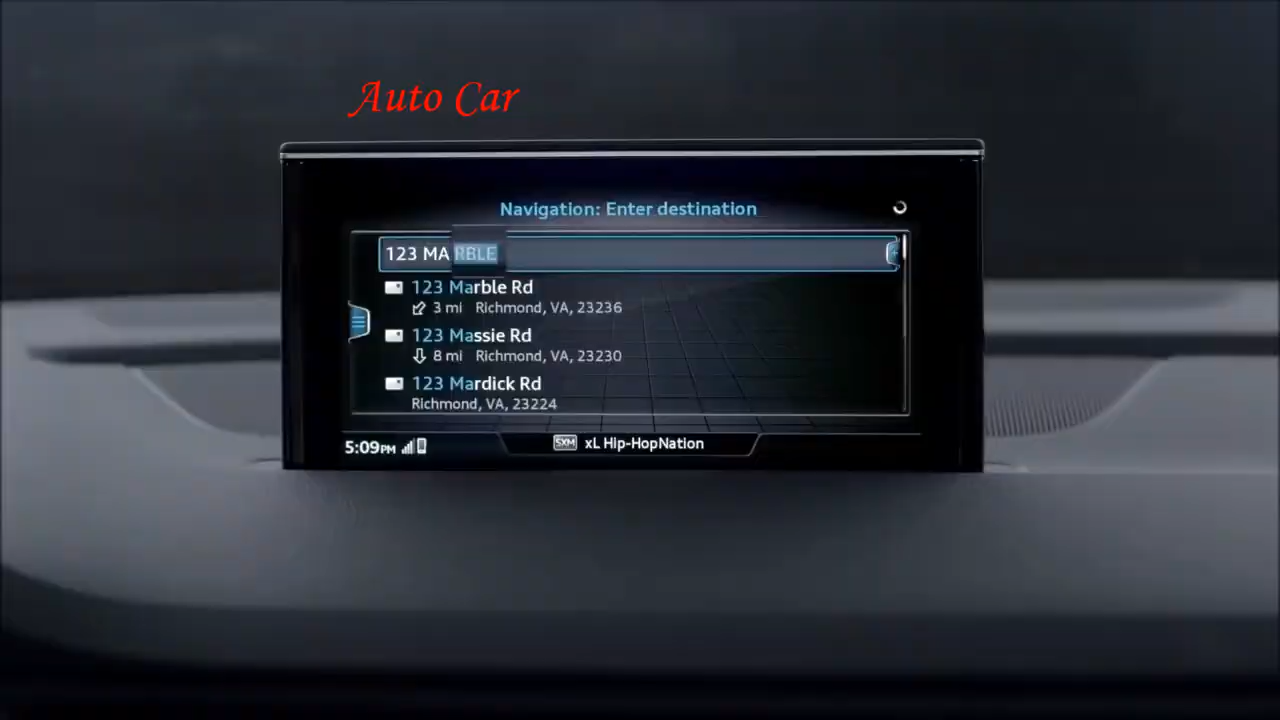 Auto Car
Navigation: Enter destination
123 MARBLE
123 Marble Rd
3 mi Richmond, VA, 23236
123 Massie Rd
8 mi Richmond, VA, 23230
123 Mardick Rd
Richmond, VA, 23224
5:09PM
SXM xL Hip-HopNation